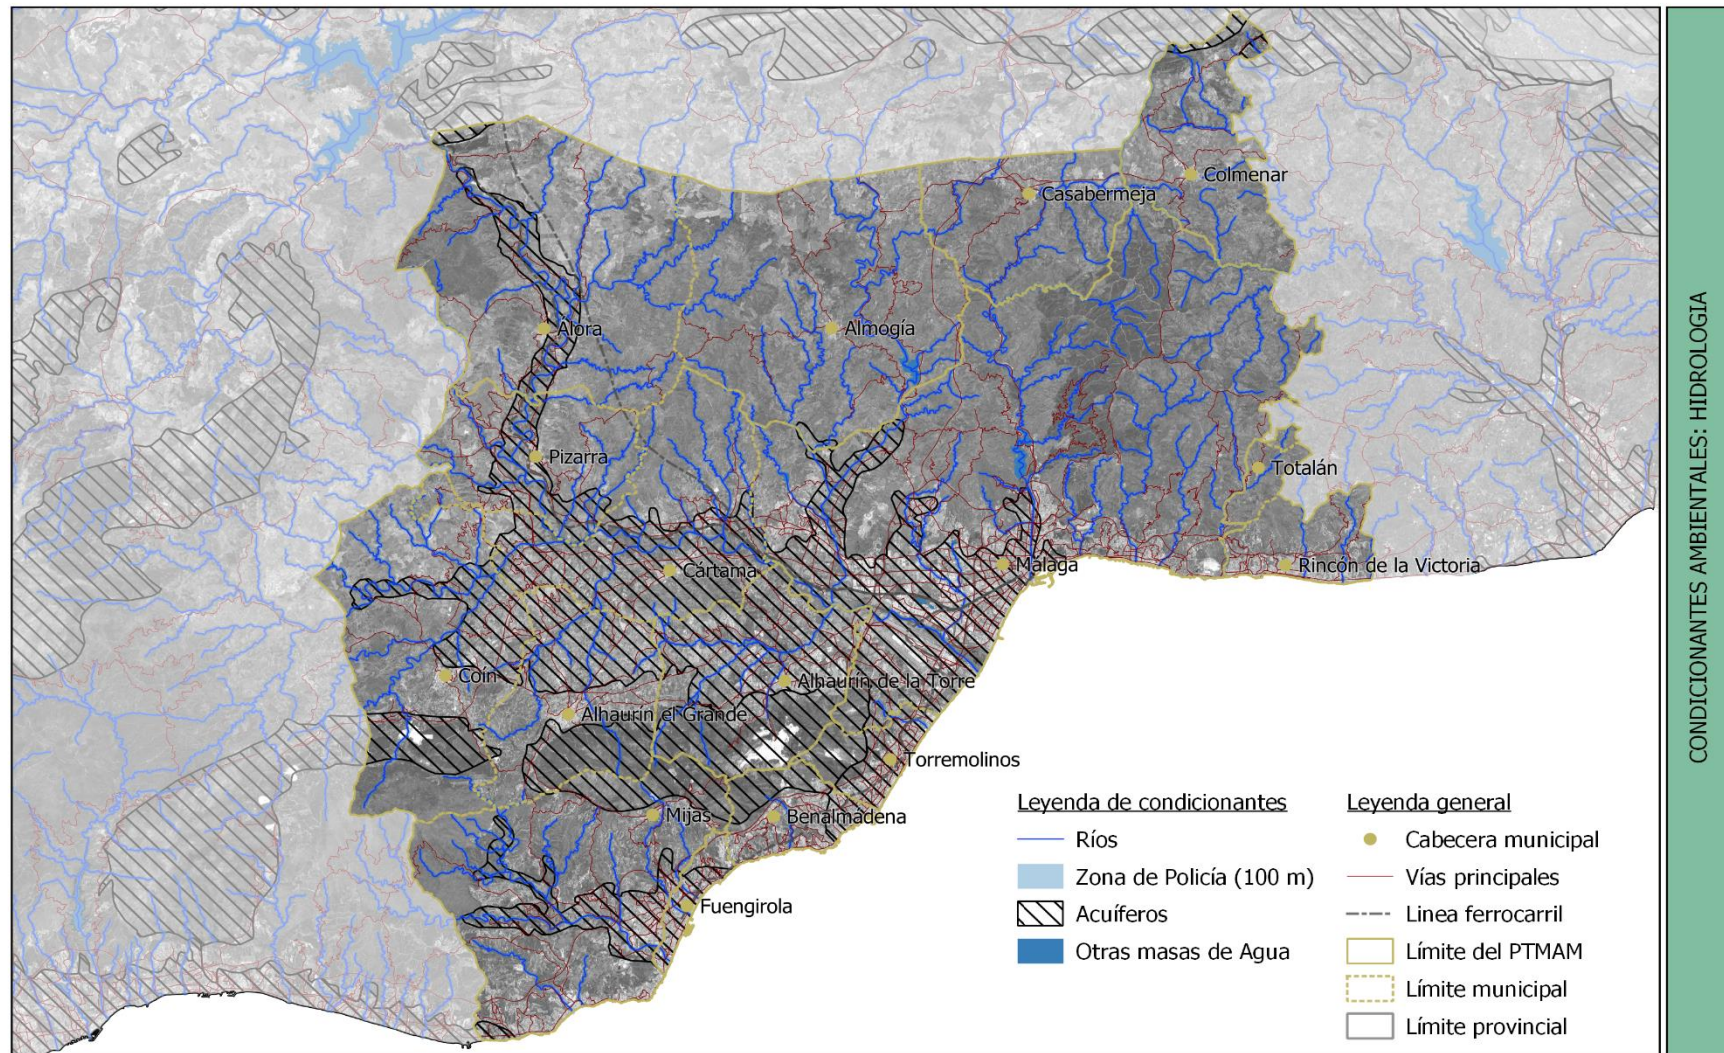 CONDICIONANTES AMBIENTALES: HIDROLOGIA
Colmenar
Casabermeja
Álora
Almogía
Pizarra
Totalán
Málaga
Rincón de la Victoria
Cártama
Coín
Alhaurín de la Torre
Alhaurín el Grande
Torremolinos
Mijas
Benalmádena
Fuengirola
Leyenda de condicionantes
Ríos
Zona de Policía (100 m)
Acuíferos
Otras masas de Agua
Leyenda general
Cabecera municipal
Vías principales
Linea ferrocarril
Límite del PTMAM
Límite municipal
Límite provincial